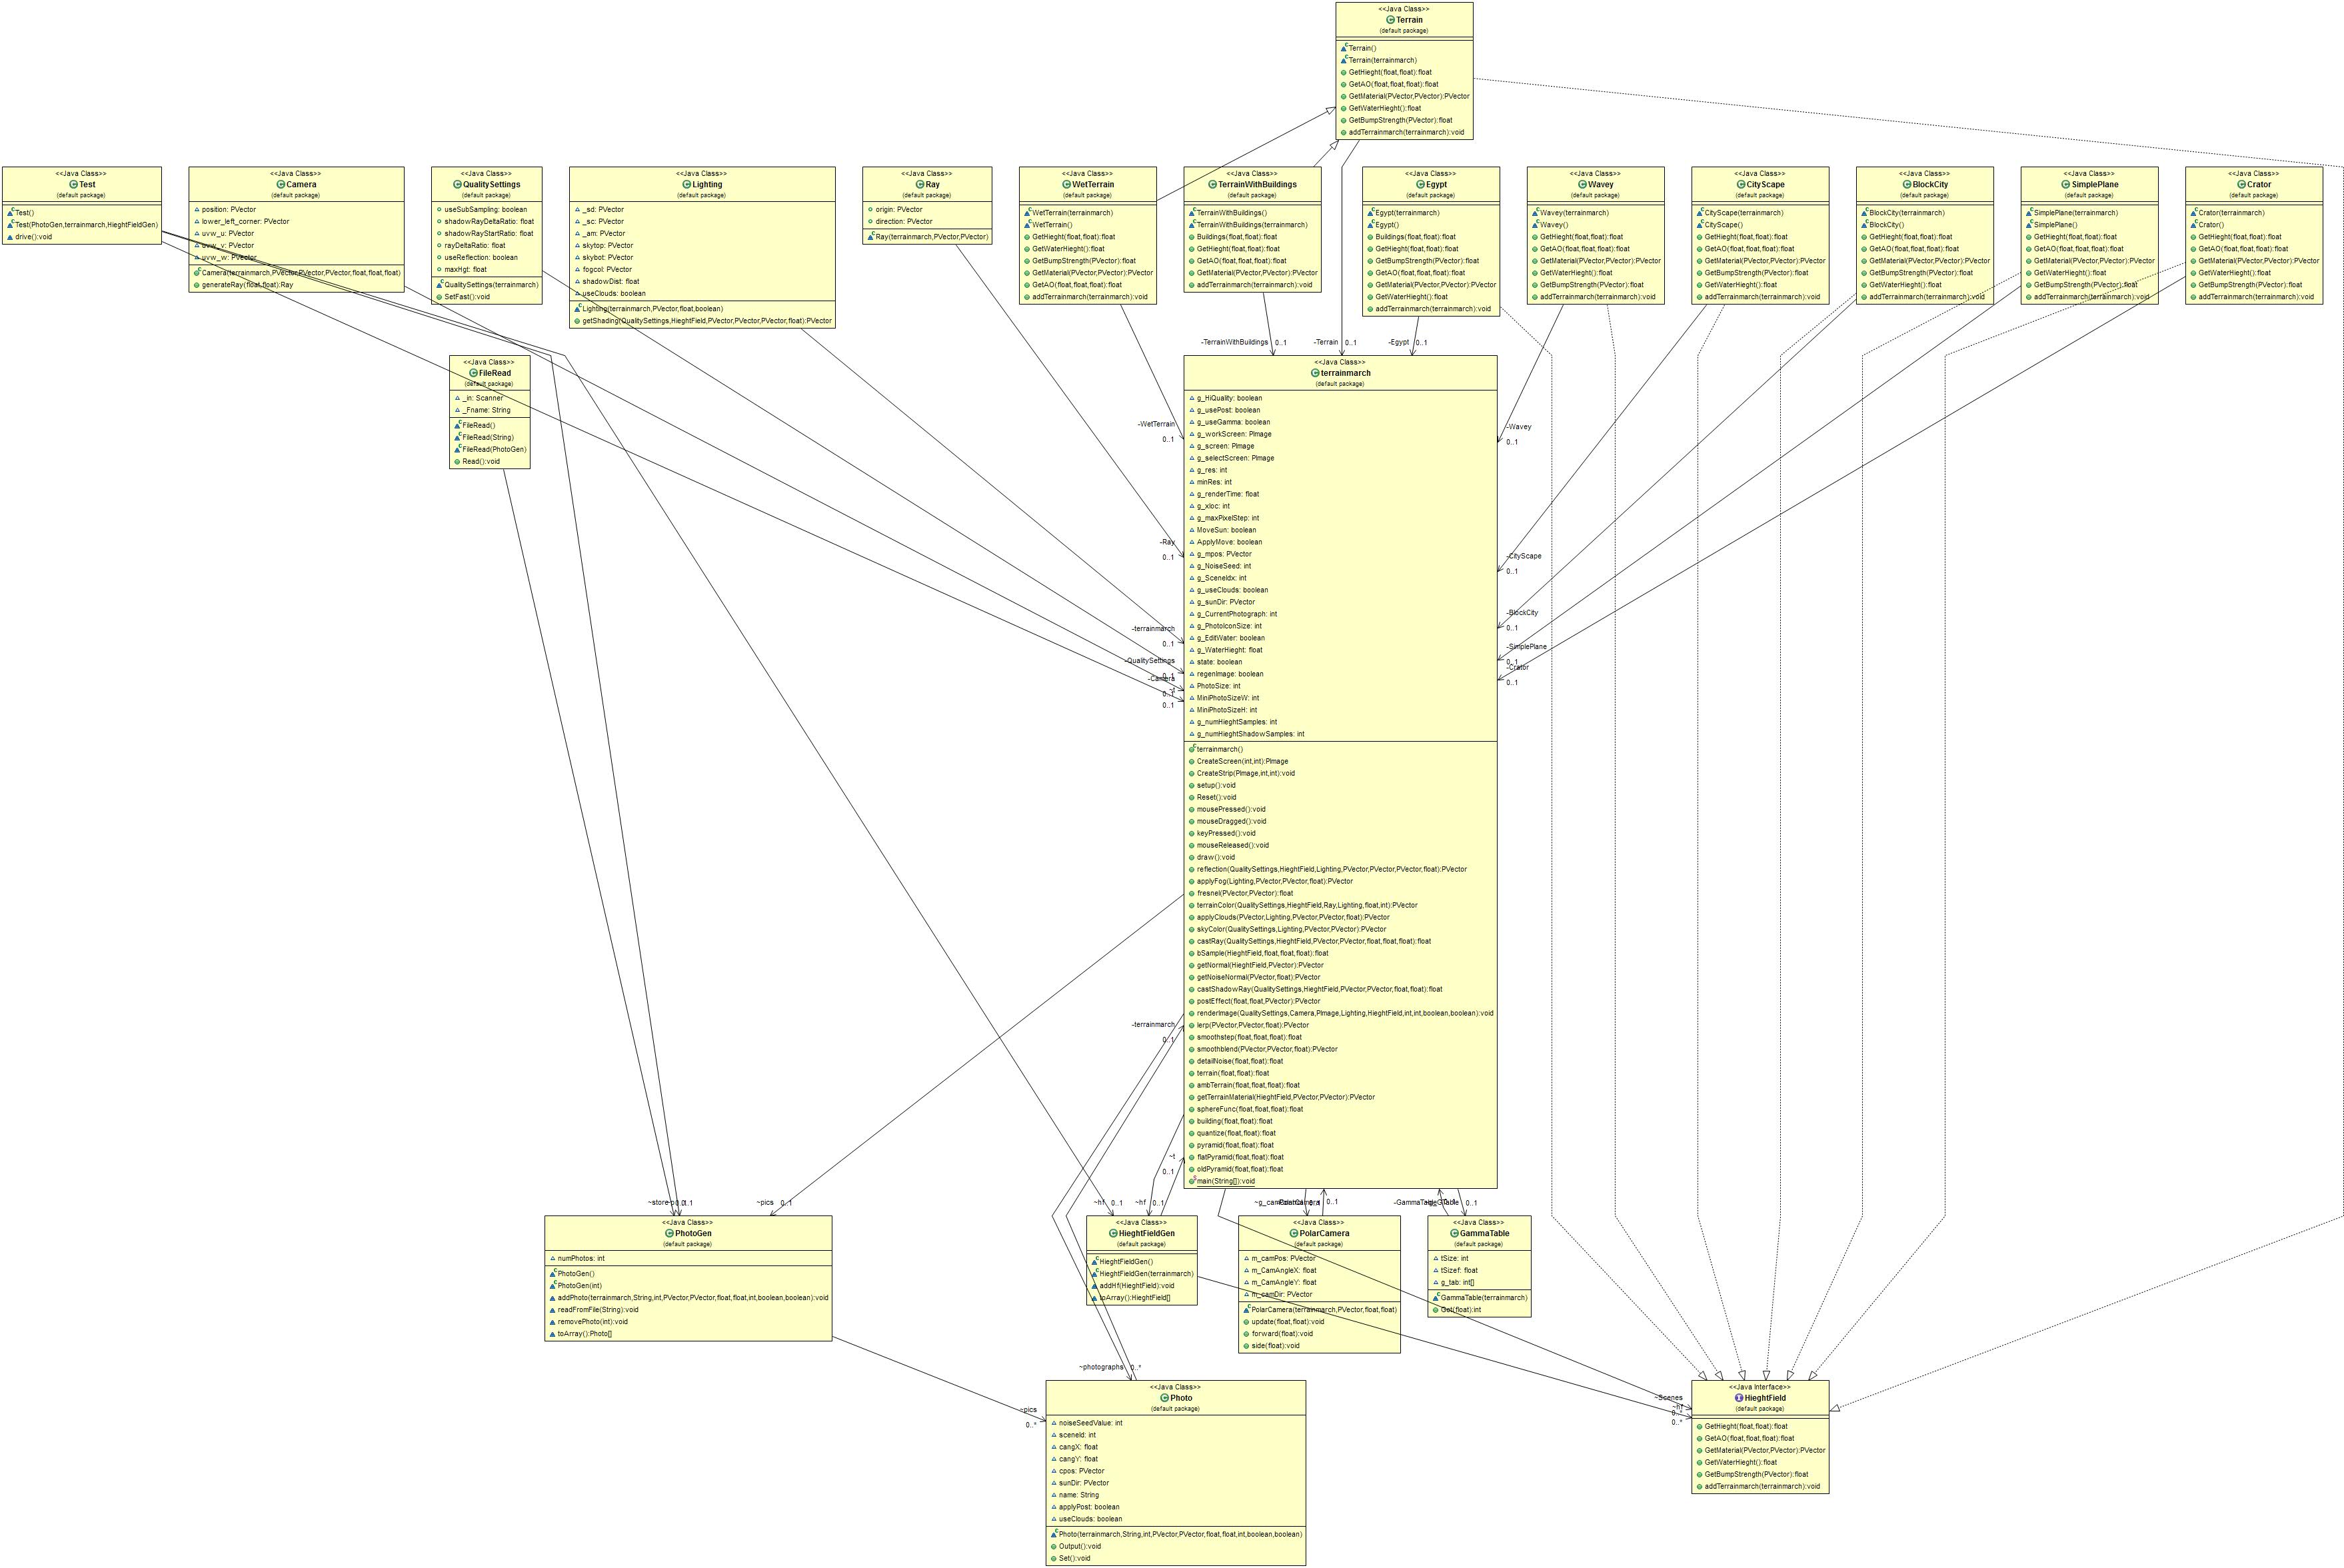 <<Java Class>>
Terrain
(default package)
Terrain()
Terrain(terrainmarch)
GetHieght(float,float):float
GetAO(float,float,float):float
GetMaterial(PVector,PVector):PVector
GetWaterHieght():float
GetBumpStrength(PVector):float
addTerrainmarch(terrainmarch):void
<<Java Class>>
Test
(default package)
Test()
Test(PhotoGen,terrainmarch,HieghtFieldGen)
drive():void
<<Java Class>>
Camera
(default package)
position: PVector
lower_left_corner: PVector
uvw_u: PVector
uvw_v: PVector
uvw_w: PVector
Camera(terrainmarch,PVector,PVector,PVector,float,float,float)
generateRay(float,float):Ray
<<Java Class>>
QualitySettings
(default package)
useSubSampling: boolean
shadowRayDeltaRatio: float
shadowRayStartRatio: float
rayDeltaRatio: float
useReflection: boolean
maxHgt: float
QualitySettings(terrainmarch)
SetFast():void
<<Java Class>>
Lighting
(default package)
_sd: PVector
_sc: PVector
_am: PVector
skytop: PVector
skybot: PVector
fogcol: PVector
shadowDist: float
useClouds: boolean
Lighting(terrainmarch,PVector,float,boolean)
getShading(QualitySettings,HieghtField,PVector,PVector,PVector,float):PVector
<<Java Class>>
Ray
(default package)
origin: PVector
direction: PVector
Ray(terrainmarch,PVector,PVector)
<<Java Class>>
WetTerrain
(default package)
WetTerrain(terrainmarch)
WetTerrain()
GetHieght(float,float):float
GetWaterHieght():float
GetBumpStrength(PVector):float
GetMaterial(PVector,PVector):PVector
GetAO(float,float,float):float
addTerrainmarch(terrainmarch):void
<<Java Class>>
TerrainWithBuildings
(default package)
TerrainWithBuildings()
TerrainWithBuildings(terrainmarch)
Buildings(float,float):float
GetHieght(float,float):float
GetAO(float,float,float):float
GetMaterial(PVector,PVector):PVector
addTerrainmarch(terrainmarch):void
<<Java Class>>
Egypt
(default package)
Egypt(terrainmarch)
Egypt()
Buildings(float,float):float
GetHieght(float,float):float
GetBumpStrength(PVector):float
GetAO(float,float,float):float
GetMaterial(PVector,PVector):PVector
GetWaterHieght():float
addTerrainmarch(terrainmarch):void
<<Java Class>>
Wavey
(default package)
Wavey(terrainmarch)
Wavey()
GetHieght(float,float):float
GetAO(float,float,float):float
GetMaterial(PVector,PVector):PVector
GetWaterHieght():float
GetBumpStrength(PVector):float
addTerrainmarch(terrainmarch):void
<<Java Class>>
CityScape
(default package)
CityScape(terrainmarch)
CityScape()
GetHieght(float,float):float
GetAO(float,float,float):float
GetMaterial(PVector,PVector):PVector
GetBumpStrength(PVector):float
GetWaterHieght():float
addTerrainmarch(terrainmarch):void
<<Java Class>>
BlockCity
(default package)
BlockCity(terrainmarch)
BlockCity()
GetHieght(float,float):float
GetAO(float,float,float):float
GetMaterial(PVector,PVector):PVector
GetBumpStrength(PVector):float
GetWaterHieght():float
addTerrainmarch(terrainmarch):void
<<Java Class>>
SimplePlane
(default package)
SimplePlane(terrainmarch)
SimplePlane()
GetHieght(float,float):float
GetAO(float,float,float):float
GetMaterial(PVector,PVector):PVector
GetWaterHieght():float
GetBumpStrength(PVector):float
addTerrainmarch(terrainmarch):void
<<Java Class>>
Crator
(default package)
Crator(terrainmarch)
Crator()
GetHieght(float,float):float
GetAO(float,float,float):float
GetMaterial(PVector,PVector):PVector
GetWaterHieght():float
GetBumpStrength(PVector):float
addTerrainmarch(terrainmarch):void
-TerrainWithBuildings 0..1
-Terrain 0..1
-Egypt 0..1
<<Java Class>>
FileRead
(default package)
_in: Scanner
_Fname: String
FileRead()
FileRead(String)
FileRead(PhotoGen)
Read():void
-WetTerrain
0..1
-Ray
0..1
-terrainmarch
0..1
-QualitySettings
0..1
-Camera
0..1
~t
0..1
-Wavey
0..1
-CityScape
0..1
-BlockCity
0..1
-SimplePlane
0..1
-Crator
0..1
<<Java Class>>
terrainmarch
(default package)
g_HiQuality: boolean
g_usePost: boolean
g_useGamma: boolean
g_workScreen: PImage
g_screen: PImage
g_selectScreen: PImage
g_res: int
minRes: int
g_renderTime: float
g_xloc: int
g_maxPixelStep: int
MoveSun: boolean
ApplyMove: boolean
g_mpos: PVector
g_NoiseSeed: int
g_SceneIdx: int
g_useClouds: boolean
g_sunDir: PVector
g_CurrentPhotograph: int
g_PhotoIconSize: int
g_EditWater: boolean
g_WaterHieght: float
state: boolean
regenImage: boolean
PhotoSize: int
MiniPhotoSizeW: int
MiniPhotoSizeH: int
g_numHieghtSamples: int
g_numHieghtShadowSamples: int
terrainmarch()
CreateScreen(int,int):PImage
CreateStrip(PImage,int,int):void
setup():void
Reset():void
mousePressed():void
mouseDragged():void
keyPressed():void
mouseReleased():void
draw():void
reflection(QualitySettings,HieghtField,Lighting,PVector,PVector,PVector,float):PVector
applyFog(Lighting,PVector,PVector,float):PVector
fresnel(PVector,PVector):float
terrainColor(QualitySettings,HieghtField,Ray,Lighting,float,int):PVector
applyClouds(PVector,Lighting,PVector,PVector,float):PVector
skyColor(QualitySettings,Lighting,PVector,PVector):PVector
castRay(QualitySettings,HieghtField,PVector,PVector,float,float,float):float
bSample(HieghtField,float,float,float):float
getNormal(HieghtField,PVector):PVector
getNoiseNormal(PVector,float):PVector
castShadowRay(QualitySettings,HieghtField,PVector,PVector,float,float):float
postEffect(float,float,PVector):PVector
renderImage(QualitySettings,Camera,PImage,Lighting,HieghtField,int,int,boolean,boolean):void
lerp(PVector,PVector,float):PVector
smoothstep(float,float,float):float
smoothblend(PVector,PVector,float):PVector
detailNoise(float,float):float
terrain(float,float):float
ambTerrain(float,float,float):float
getTerrainMaterial(HieghtField,PVector,PVector):PVector
sphereFunc(float,float,float):float
building(float,float):float
quantize(float,float):float
pyramid(float,float):float
flatPyramid(float,float):float
oldPyramid(float,float):float
main(String[]):void
-terrainmarch
0..1
~t
0..1
~pics 0..1
~hf 0..1
~hf 0..1
0..1
-GammaTable
0..1
<<Java Class>>
PhotoGen
(default package)
numPhotos: int
PhotoGen()
PhotoGen(int)
addPhoto(terrainmarch,String,int,PVector,PVector,float,float,int,boolean,boolean):void
readFromFile(String):void
removePhoto(int):void
toArray():Photo[]
<<Java Class>>
HieghtFieldGen
(default package)
HieghtFieldGen()
HieghtFieldGen(terrainmarch)
addHf(HieghtField):void
toArray():HieghtField[]
<<Java Class>>
PolarCamera
(default package)
m_camPos: PVector
m_CamAngleX: float
m_CamAngleY: float
m_camDir: PVector
PolarCamera(terrainmarch,PVector,float,float)
update(float,float):void
forward(float):void
side(float):void
<<Java Class>>
GammaTable
(default package)
tSize: int
tSizef: float
g_tab: int[]
GammaTable(terrainmarch)
Get(float):int
~photographs 0..*
~pics
0..*
<<Java Class>>
Photo
(default package)
noiseSeedValue: int
sceneId: int
cangX: float
cangY: float
cpos: PVector
sunDir: PVector
name: String
applyPost: boolean
useClouds: boolean
Photo(terrainmarch,String,int,PVector,PVector,float,float,int,boolean,boolean)
Output():void
Set():void
~Scenes
0..*
~hf
0..*
<<Java Interface>>
HieghtField
(default package)
GetHieght(float,float):float
GetAO(float,float,float):float
GetMaterial(PVector,PVector):PVector
GetWaterHieght():float
GetBumpStrength(PVector):float
addTerrainmarch(terrainmarch):void